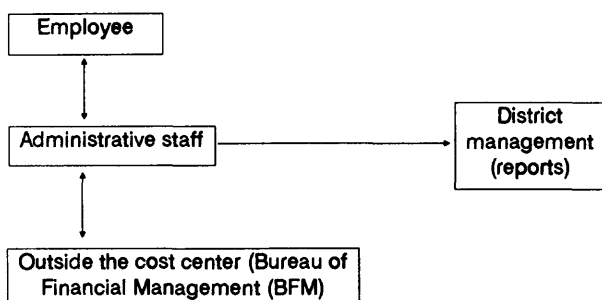 Employee
Administrative staff
District
management
(reports)
Outside the cost center (Bureau of
Financial Management (BFM)